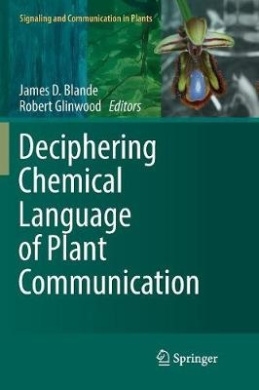 Signaling and Communication in Plants
James D. Blande
Robert Glinwood Editors
Deciphering
Chemical
Language
of Plant
Communication
Springer